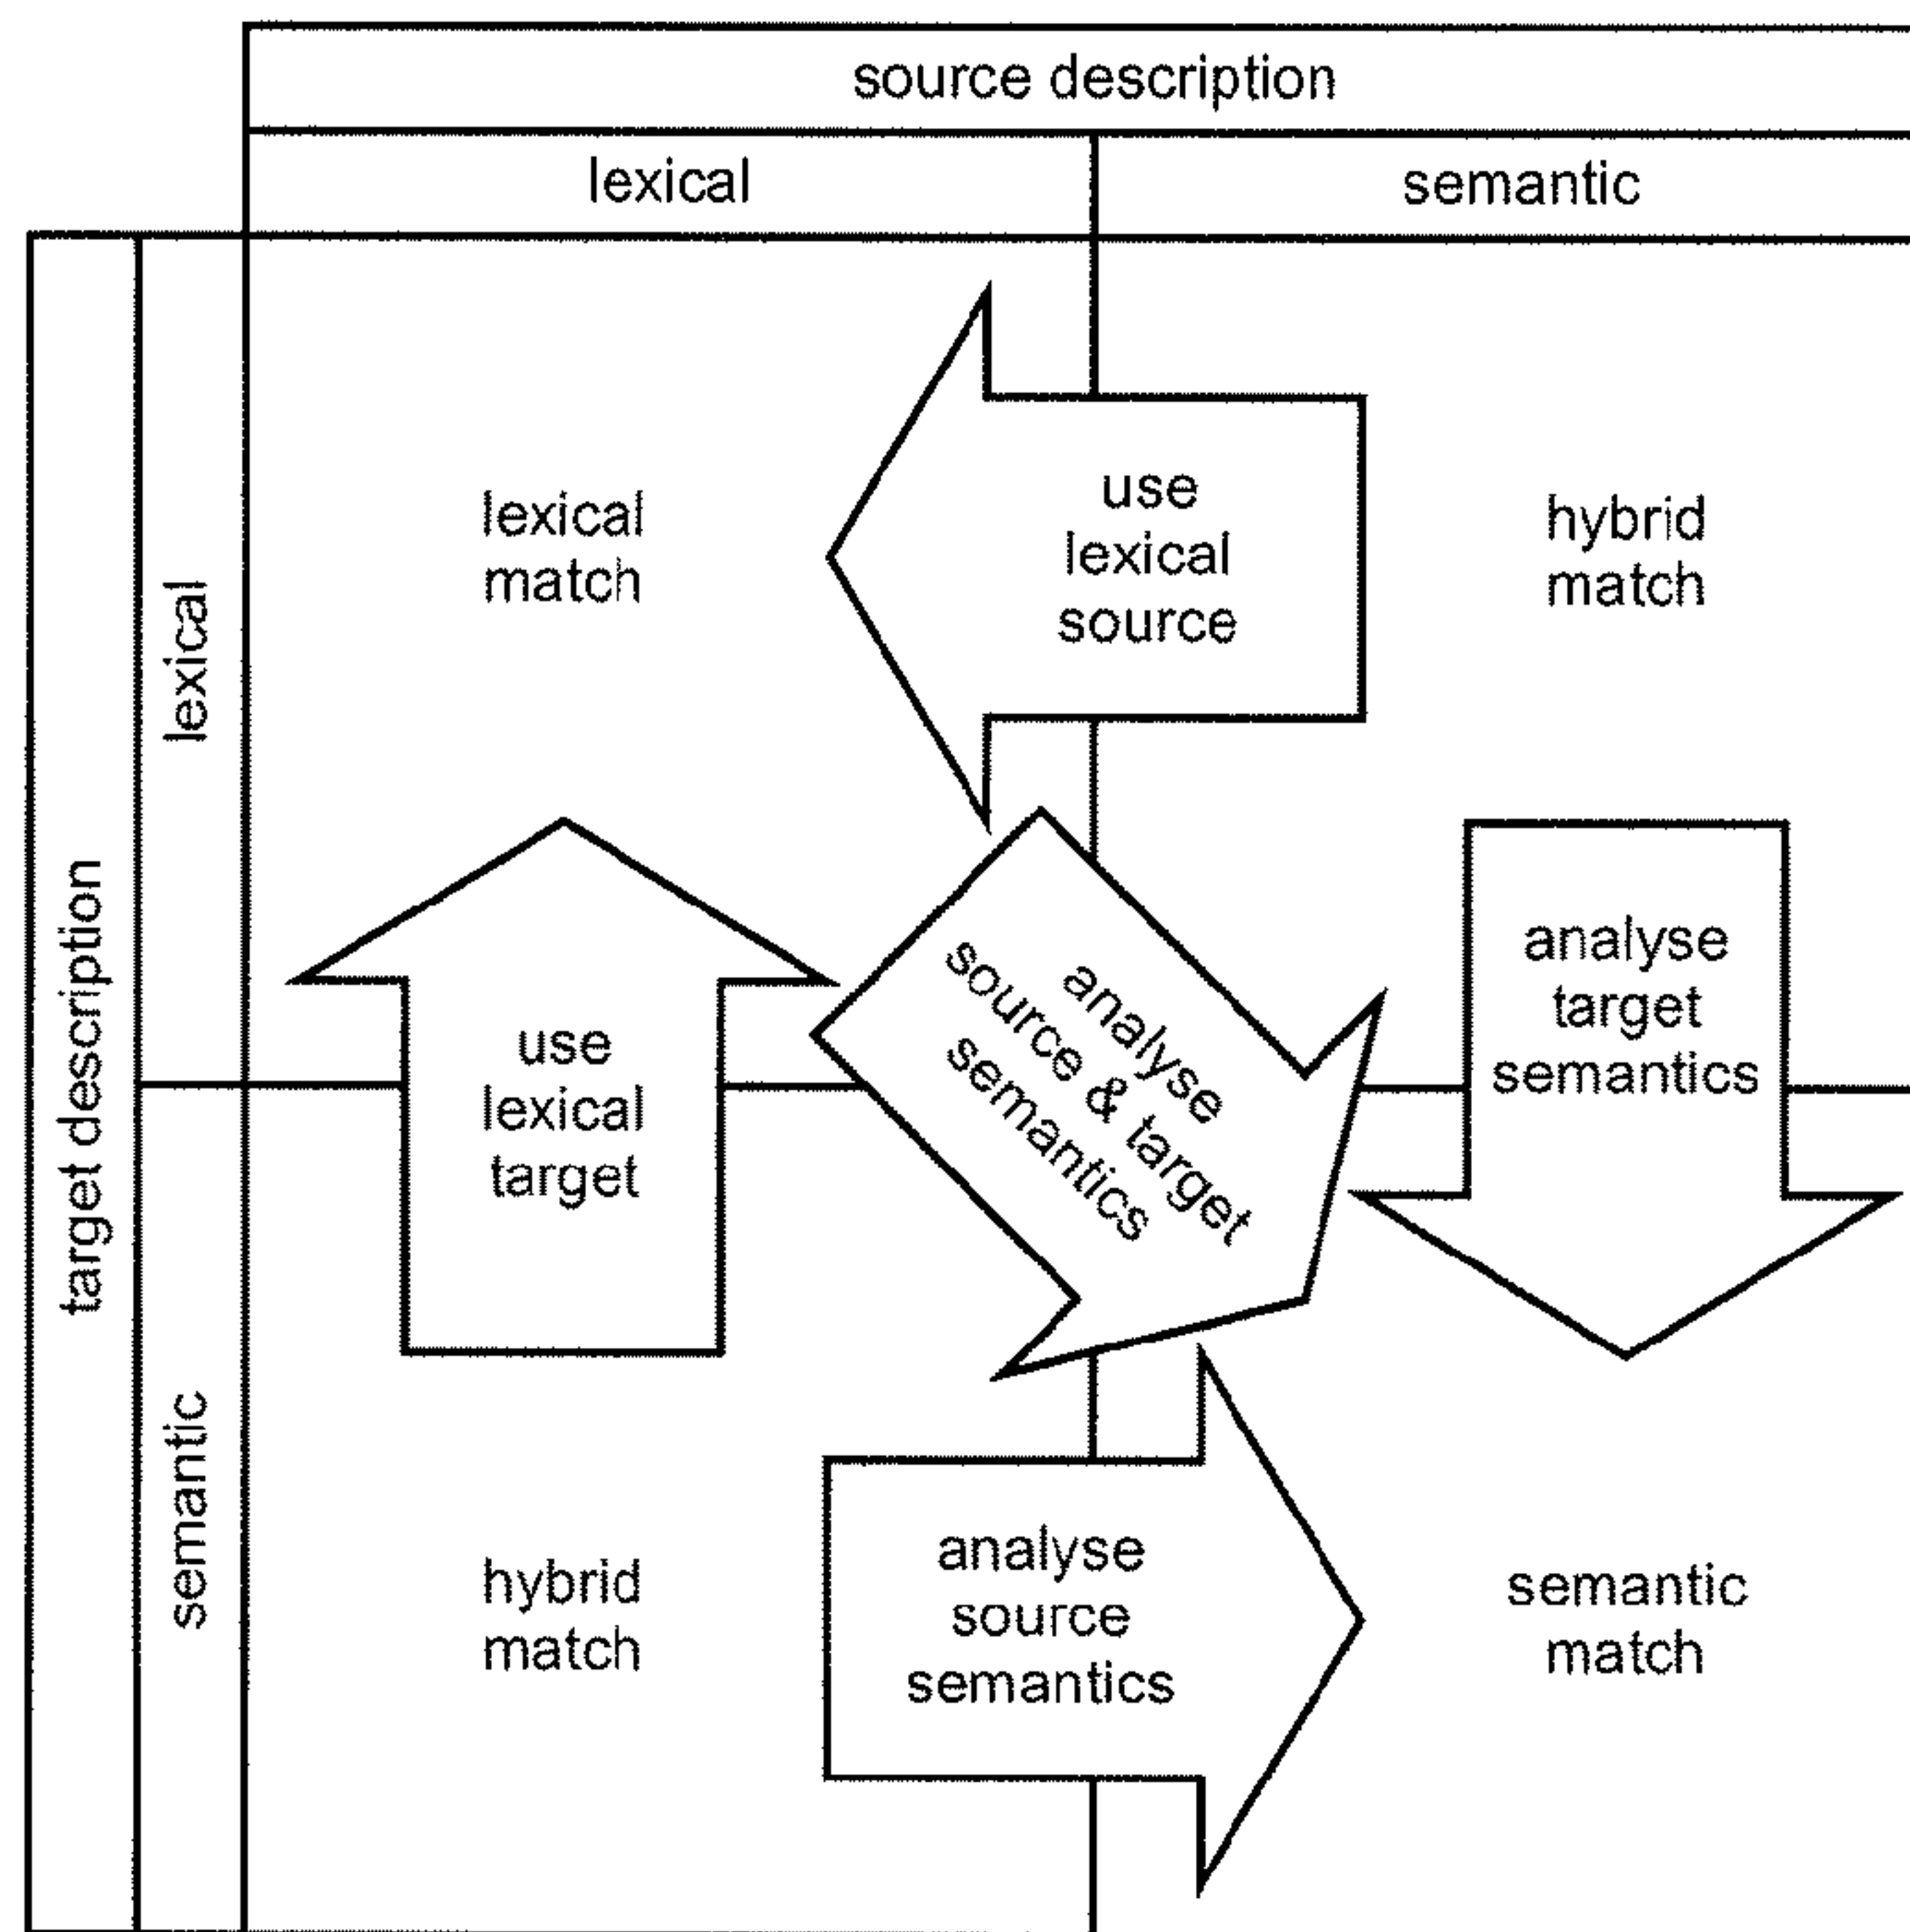 source description
lexical
semantic
target description
lexical
semantic
lexical
match
use
lexical
source
hybrid
match
use
lexical
target
analyse
source & target
semantics
analyse
target
semantics
hybrid
match
analyse
source
semantics
semantic
match